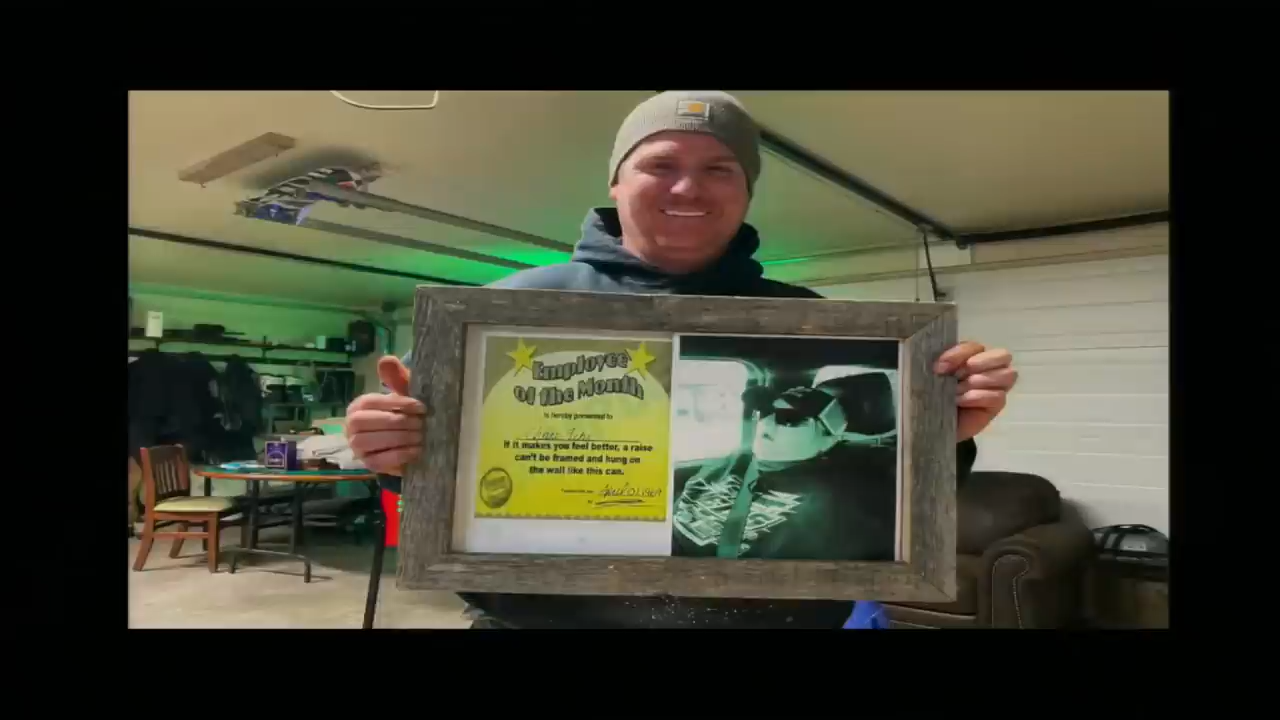 Employee
of the Month
is hereby presented to
If it makes you feel better, a raise
can't be framed and hung on
the wall like this can.